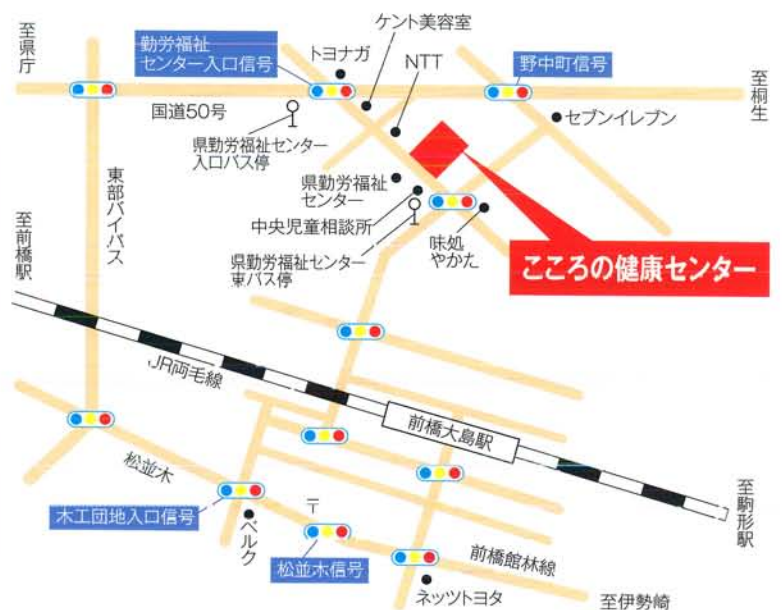 ケント美容室
勤労福祉
センター入口信号
トヨナガ
NTT
野中町信号
至県庁
至桐生
国道50号
セブンイレブン
県勤労福祉センター
入口バス停
東部バイパス
県勤労福祉
センター
中央児童相談所
味処
やかた
県勤労福祉センター
東バス停
こころの健康センター
至前橋駅
JR両毛線
前橋大島駅
松並木
至駒形駅
木工団地入口信号
〒
ベルク
松並木信号
前橋館林線
ネッツトヨタ
至伊勢崎